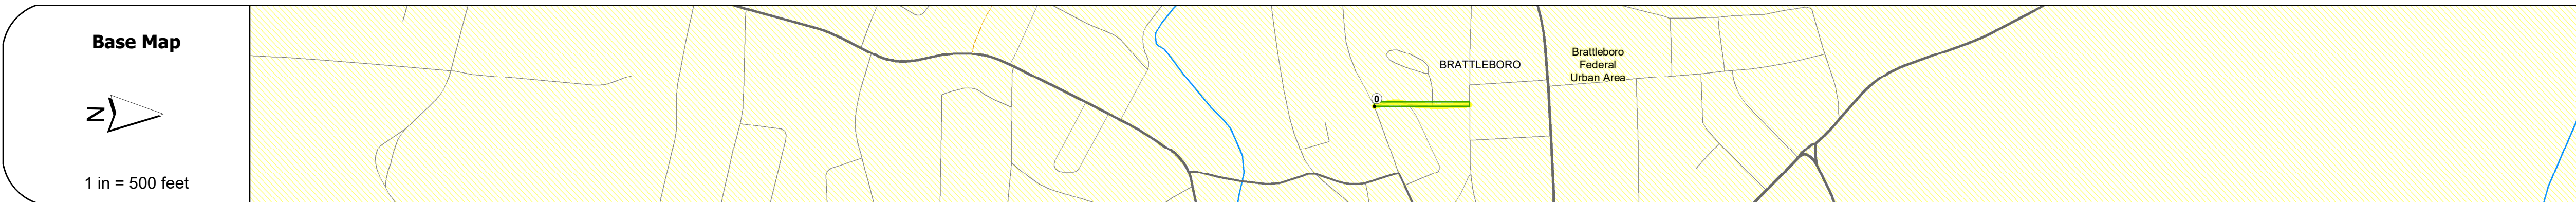 Base Map
N
1 in = 500 feet
0
BRATTLEBORO
Brattleboro
Federal
Urban Area